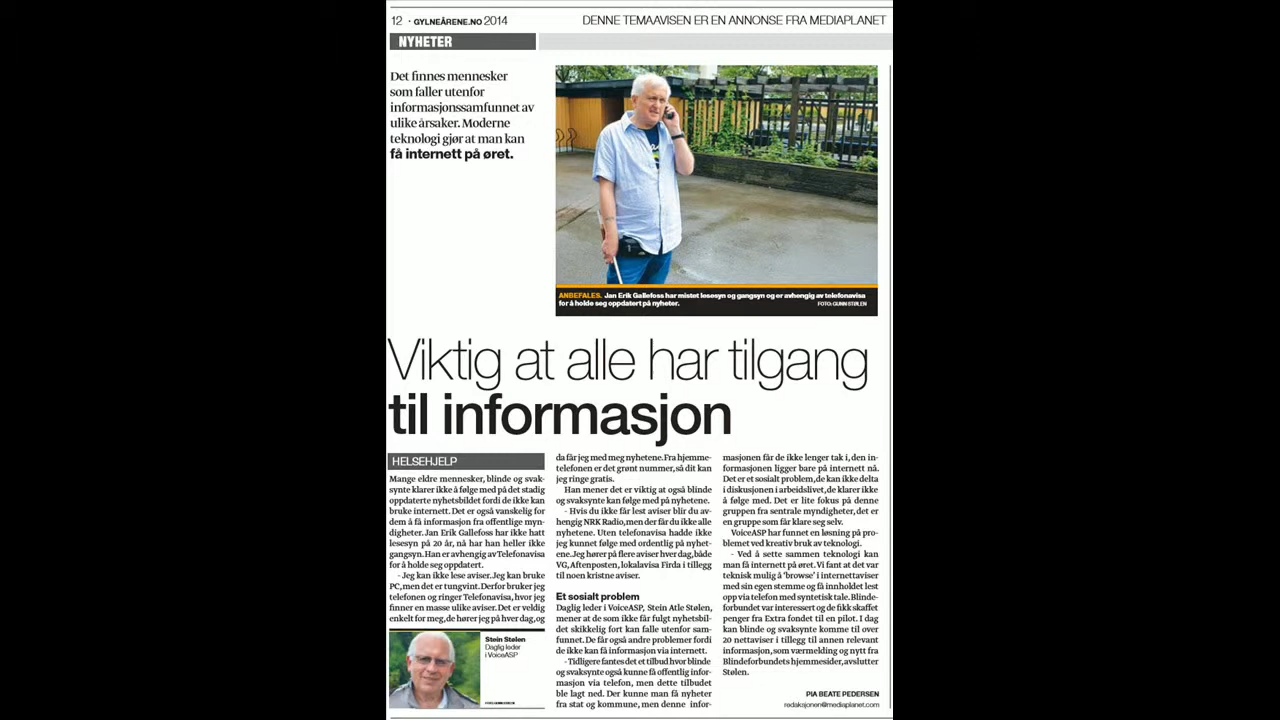 12 · GYLNEÅRENE.NO 2014
DENNE TEMAAVISEN ER EN ANNONSE FRA MEDIAPLANET
NYHETER
Det finnes mennesker
som faller utenfor
informasjonssamfunnet av
ulike årsaker. Moderne
teknologi gjør at man kan
få internett på øret.
ANBEFALES. Jan Erik Gallefoss har mistet lesesyn og gangsyn og er avhengig av telefonavisa
for å holde seg oppdatert på nyheter.
FOTO: GUNN STØLEN
Viktig at alle har tilgang
til informasjon
HELSEHJELP
Mange eldre mennesker, blinde og svak-
synte klarer ikke å følge med på det stadig
oppdaterte nyhetsbildet fordi de ikke kan
bruke internett. Det er også vanskelig for
dem å få informasjon fra offentlige myn-
digheter. Jan Erik Gallefoss har ikke hatt
lesesyn på 20 år, nå har han heller ikke
gangsyn. Han er avhengig av Telefonavisa
for å holde seg oppdatert.
- Jeg kan ikke lese aviser. Jeg kan bruke
PC, men det er tungvint. Derfor bruker jeg
telefonen og ringer Telefonavisa, hvor jeg
finner en masse ulike aviser. Det er veldig
enkelt for meg, de hører jeg på hver dag, og
Stein Stølen
Daglig leder
i VoiceASP
FOTO: GUNN STØLEN
da får jeg med meg nyhetene. Fra hjemme-
telefonen er det grønt nummer, så dit kan
jeg ringe gratis.
Han mener det er viktig at også blinde
og svaksynte kan følge med på nyhetene.
- Hvis du ikke får lest aviser blir du av-
hengig NRK Radio, men der får du ikke alle
nyhetene. Uten telefonavisa hadde ikke
jeg kunnet følge med ordentlig på nyhet-
ene. Jeg hører på flere aviser hver dag, både
VG, Aftenposten, lokalavisa Firda i tillegg
til noen kristne aviser.
Et sosialt problem
Daglig leder i VoiceASP, Stein Atle Stølen,
mener at de som ikke får fulgt nyhetsbil-
det skikkelig fort kan falle utenfor sam-
funnet. De får også andre problemer fordi
de ikke kan få informasjon via internett.
- Tidligere fantes det et tilbud hvor blinde
og svaksynte også kunne få offentlig infor-
masjon via telefon, men dette tilbudet
ble lagt ned. Der kunne man få nyheter
fra stat og kommune, men denne infor-
masjonen får de ikke lenger tak i, den in-
formasjonen ligger bare på internett nå.
Det er et sosialt problem, de kan ikke delta
i diskusjonen i arbeidslivet, de klarer ikke
å følge med. Det er lite fokus på denne
gruppen fra sentrale myndigheter, det er
en gruppe som får klare seg selv.
VoiceASP har funnet en løsning på pro-
blemet ved kreativ bruk av teknologi.
- Ved å sette sammen teknologi kan
man få internett på øret. Vi fant at det var
teknisk mulig å 'browse' i internettaviser
med sin egen stemme og få innholdet lest
opp via telefon med syntetisk tale. Blinde-
forbundet var interessert og de fikk skaffet
penger fra Extra fondet til en pilot. I dag
kan blinde og svaksynte komme til over
20 nettaviser i tillegg til annen relevant
informasjon, som værmelding og nytt fra
Blindeforbundets hjemmesider, avslutter
Stølen.
PIA BEATE PEDERSEN
redaksjonen@mediaplanet.com